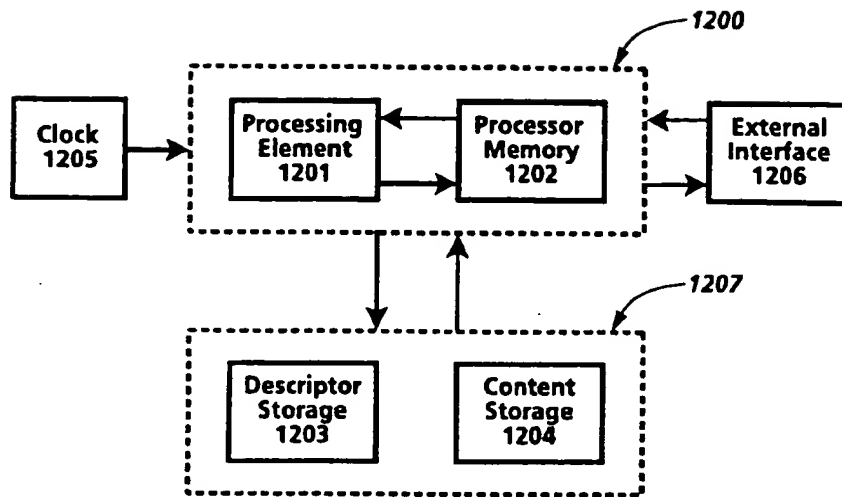 1200
Clock
1205
Processing
Element
1201
Processor
Memory
1202
External
Interface
1206
1207
Descriptor
Storage
1203
Content
Storage
1204